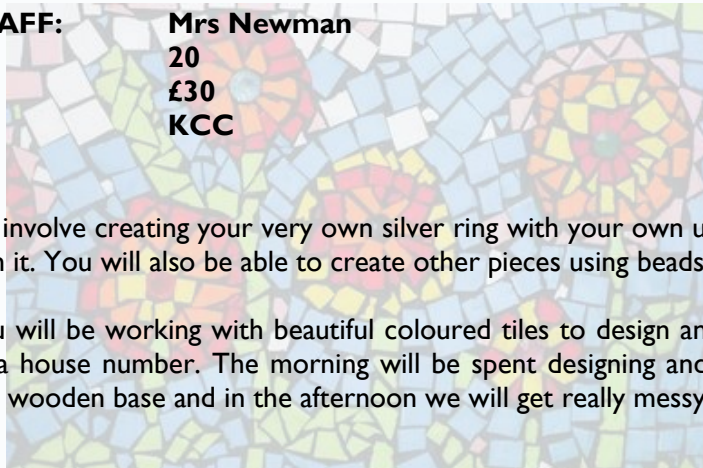 AFF: Mrs Newman
20
£30
KCC
involve creating your very own silver ring with your own u
n it. You will also be able to create other pieces using beads
u will be working with beautiful coloured tiles to design an
a house number. The morning will be spent designing and
wooden base and in the afternoon we will get really messy